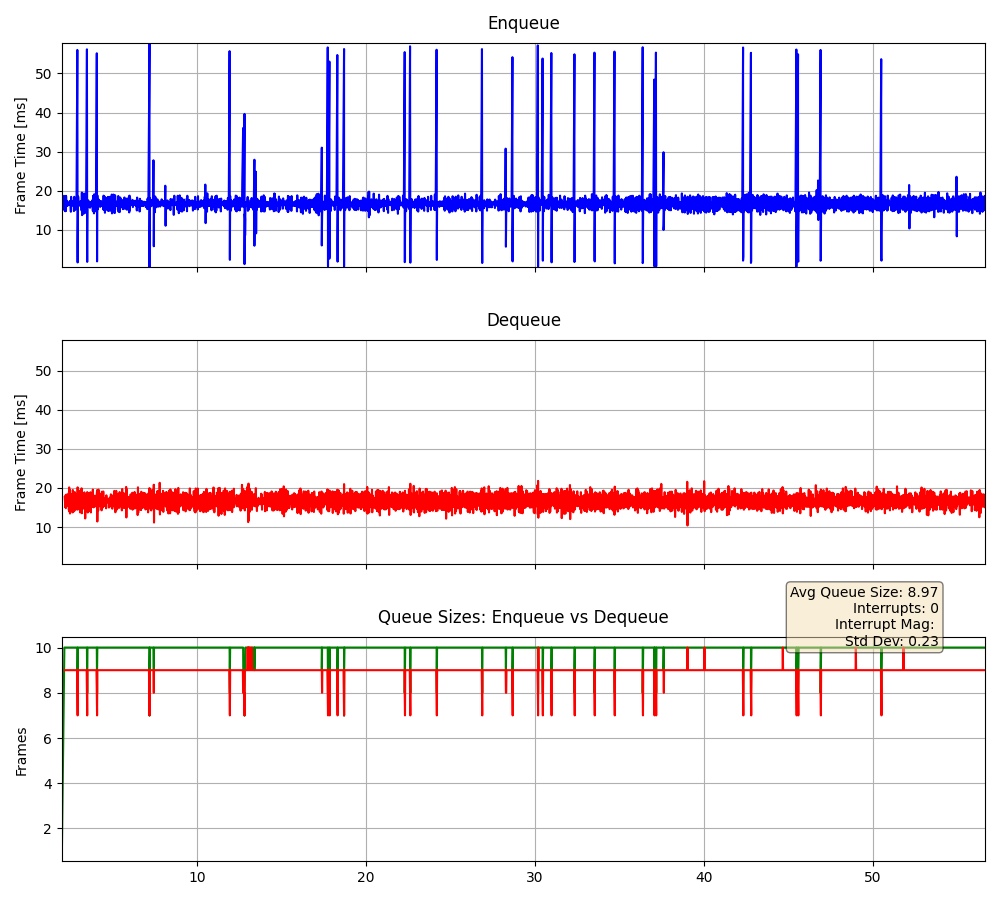 Enqueue
Frame Time [ms]
50
40
30
20
10
Dequeue
Frame Time [ms]
50
40
30
20
10
Avg Queue Size: 8.97
Interrupts: 0
Interrupt Mag:
Std Dev: 0.23
Queue Sizes: Enqueue vs Dequeue
Frames
10
8
6
4
2
10
20
30
40
50